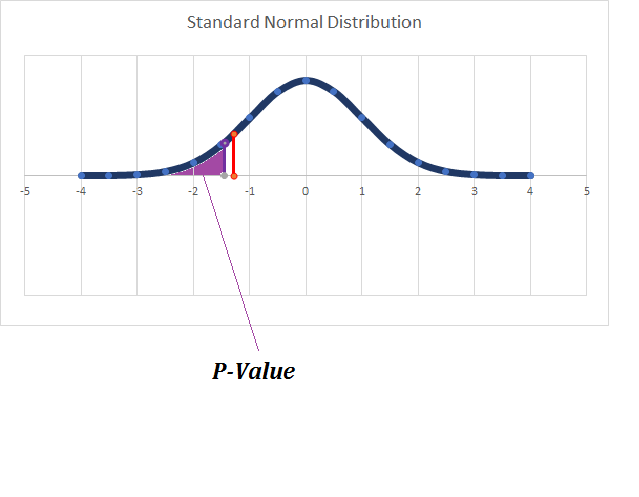 Standard Normal Distribution
-5 -4 -3 -2 -1 0 1 2 3 4 5
P-Value